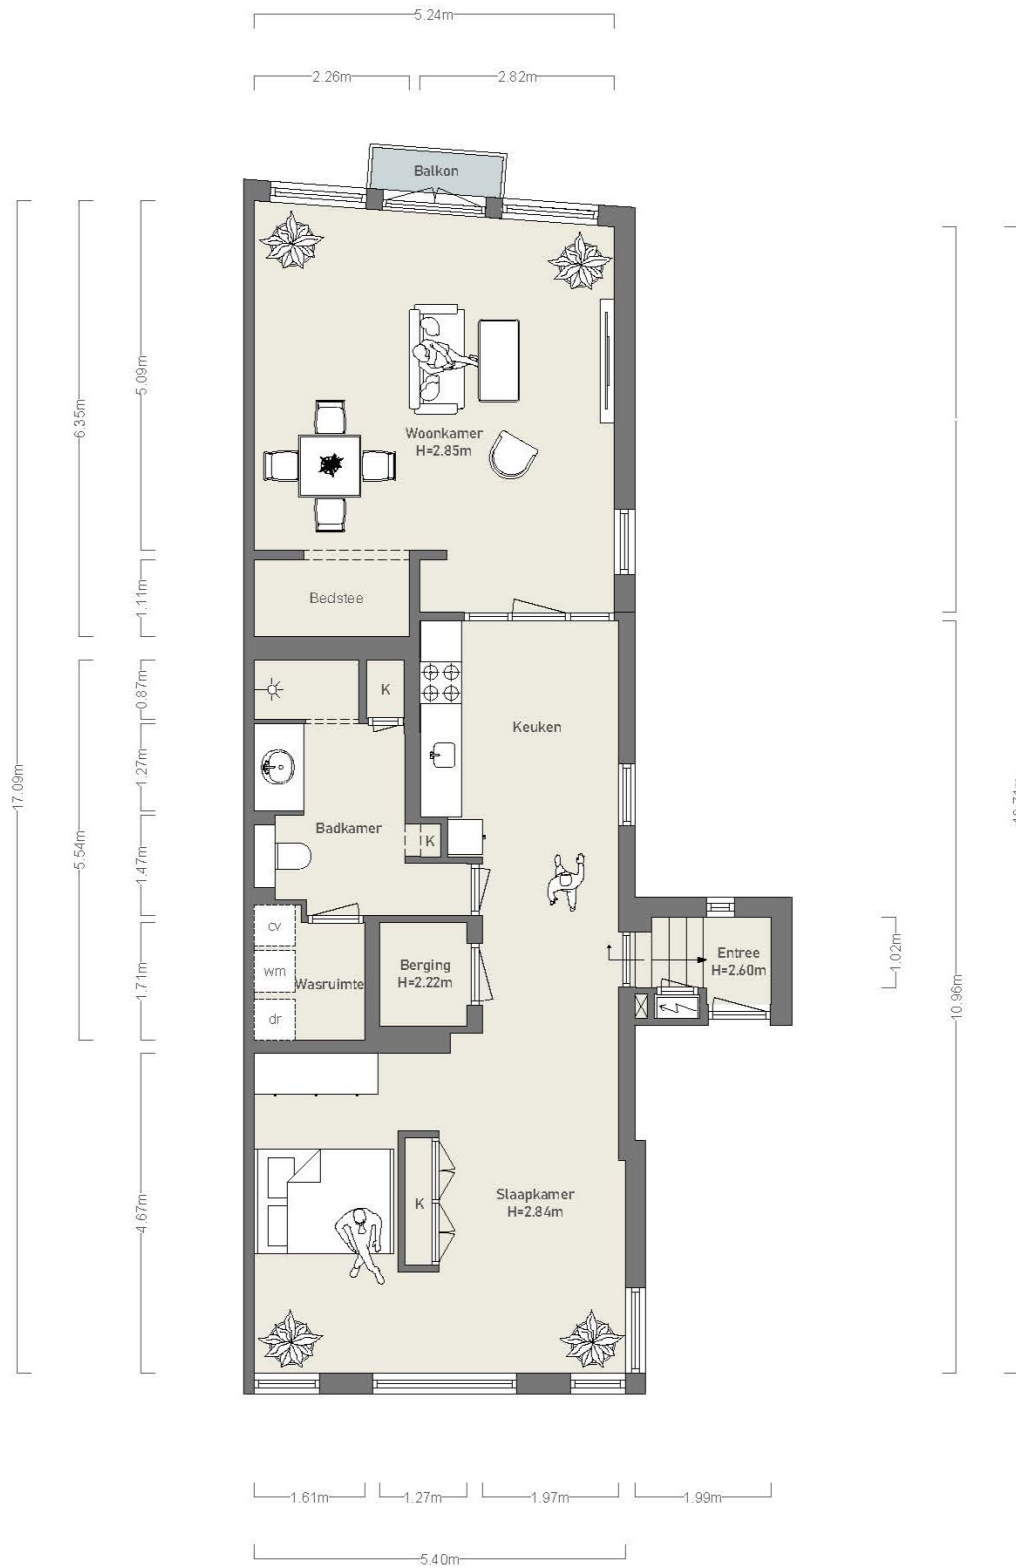 5.24m
2.26m
2.82m
Balkon
5.09m
6.35m
Woonkamer
H=2.85m
1.11m
Bedstee
0.87m
K
Keuken
1.27m
17.09m
Badkamer
K
5.54m
1.47m
cv
wm
Wasruimte
dr
Berging
H=2.22m
1.71m
Entree
H=2.60m
1.02m
10.96m
4.67m
K
Slaapkamer
H=2.84m
1.61m
1.27m
1.97m
1.99m
5.40m